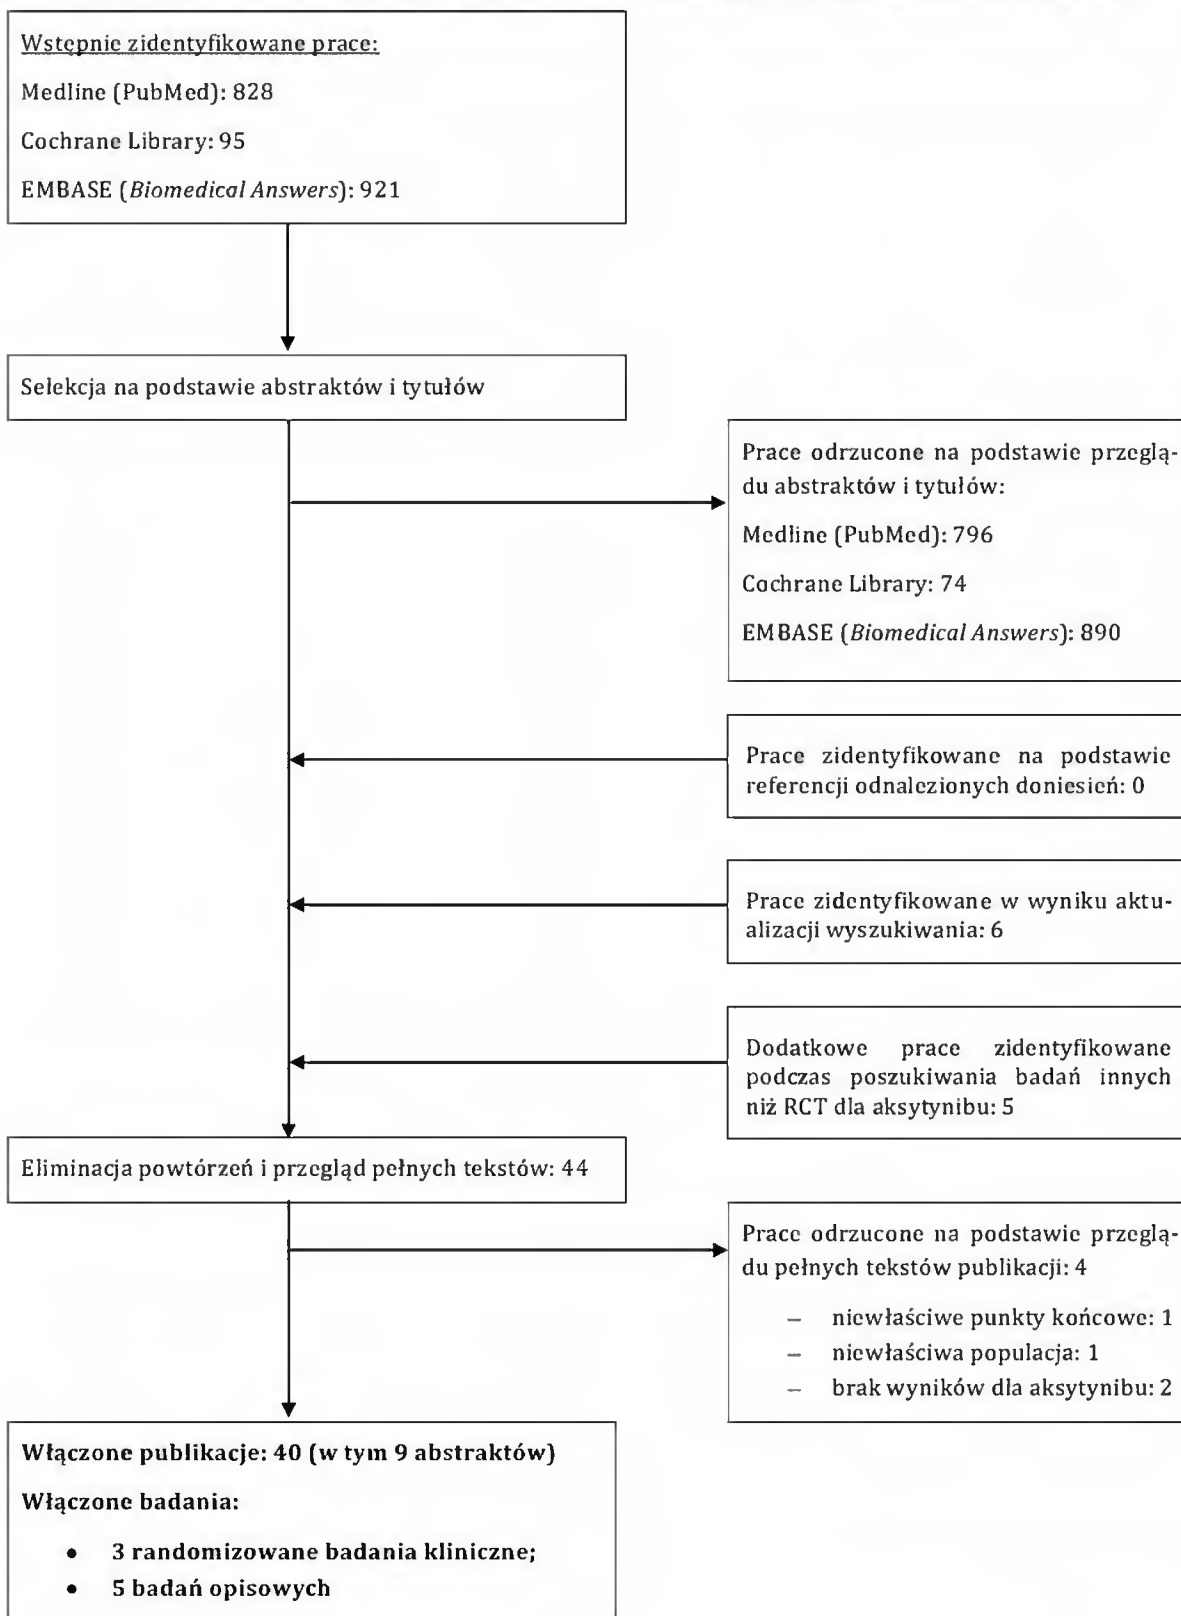 Wstępnie zidentyfikowane prace:
Medline (PubMed): 828
Cochrane Library: 95
EMBASE (Biomedical Answers): 921
Selekcja na podstawie abstraktów i tytułów
Prace odrzucone na podstawie przeglą-
du abstraktów i tytułów:
Medline (PubMed): 796
Cochrane Library: 74
EMBASE (Biomedical Answers): 890
Prace zidentyfikowane na podstawie
referencji odnalezionych doniesień: 0
Prace zidentyfikowane w wyniku aktu-
alizacji wyszukiwania: 6
Dodatkowe prace zidentyfikowane
podczas poszukiwania badań innych
niż RCT dla aksytynibu: 5
Eliminacja powtórzeń i przegląd pełnych tekstów: 44
Prace odrzucone na podstawie przeglą-
du pełnych tekstów publikacji: 4
– niewłaściwe punkty końcowe: 1
– niewłaściwa populacja: 1
– brak wyników dla aksytynibu: 2
Włączone publikacje: 40 (w tym 9 abstraktów)
Włączone badania:
• 3 randomizowane badania kliniczne;
• 5 badań opisowych